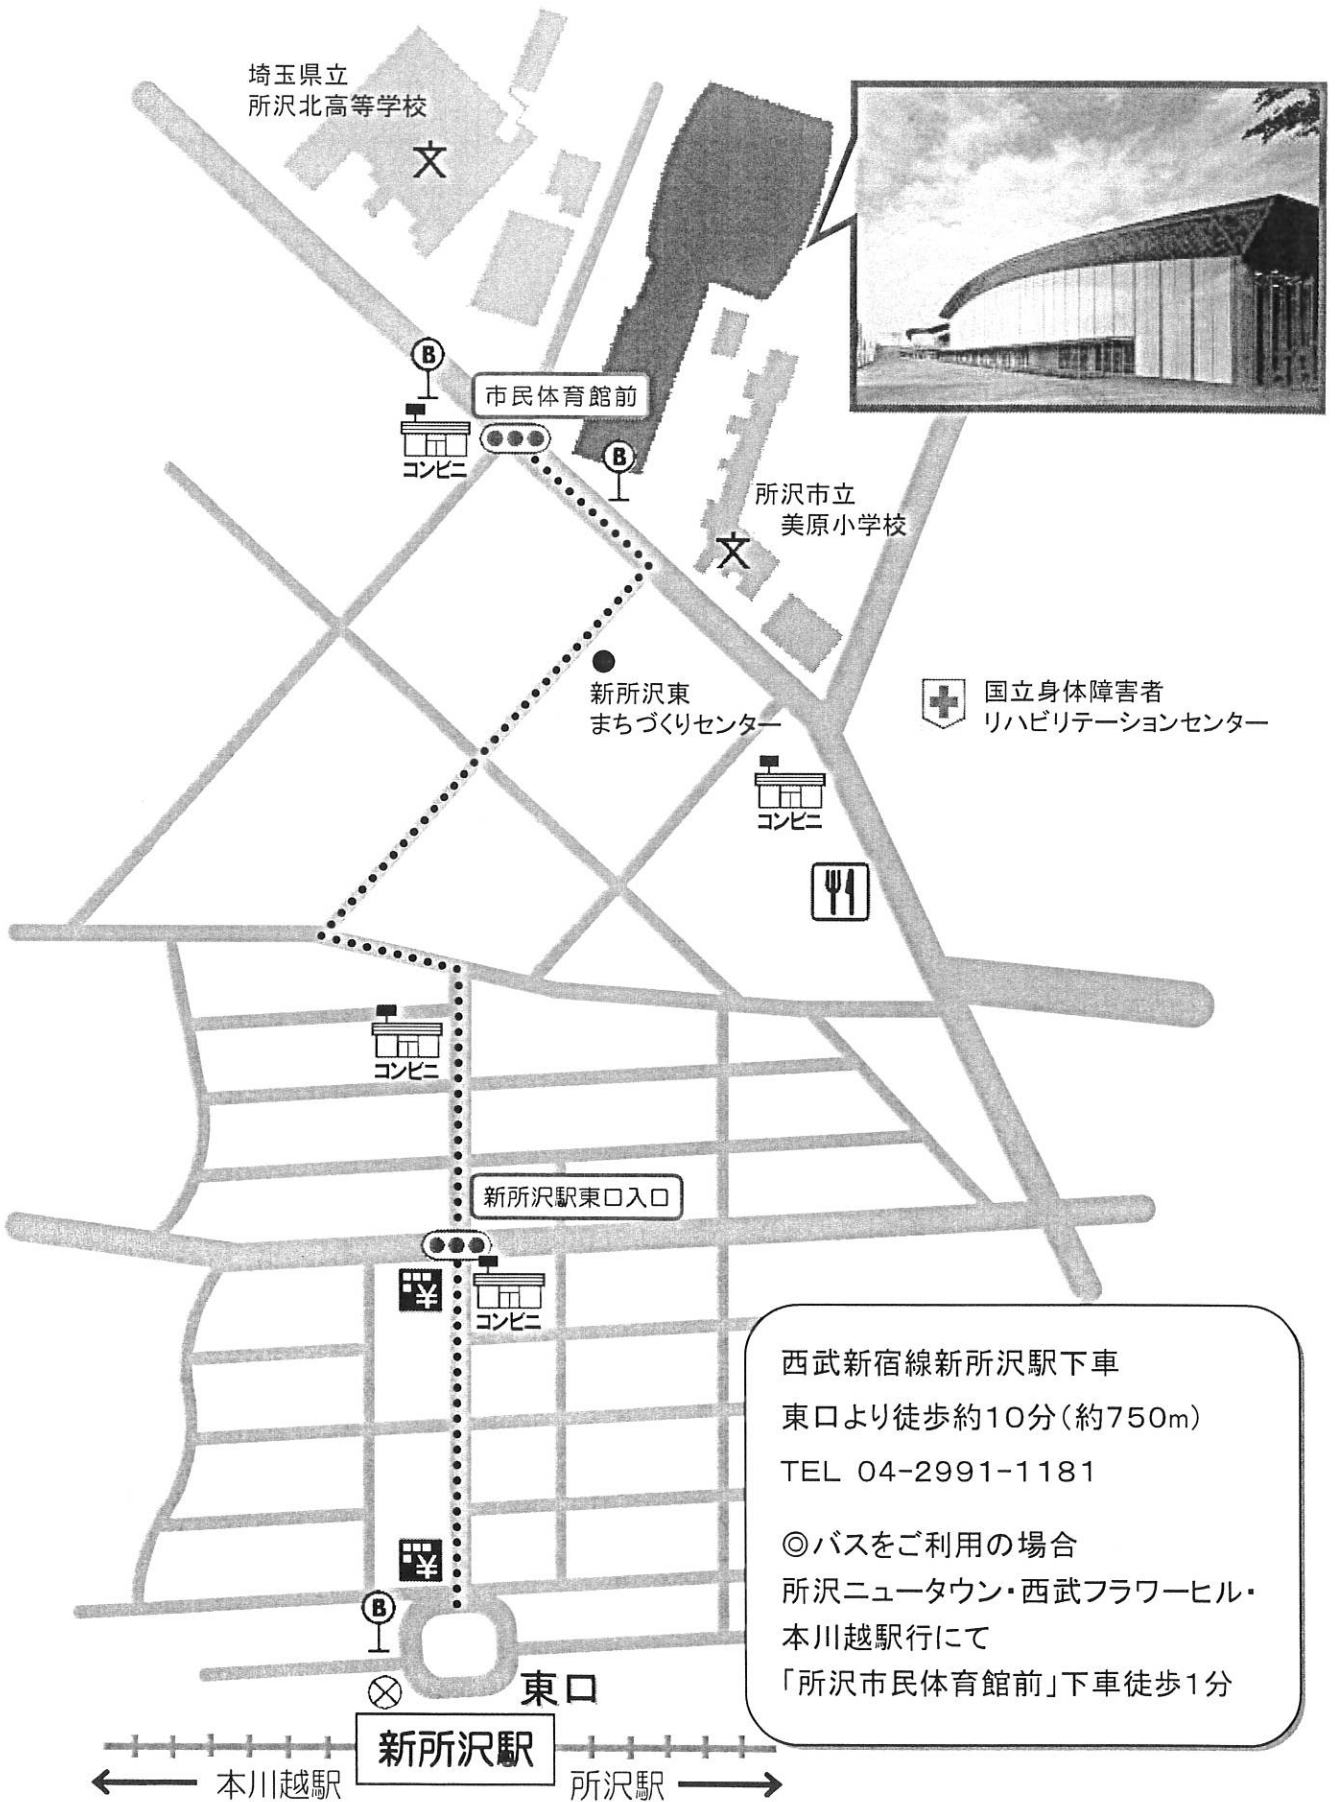 埼玉県立
所沢北高等学校
文
B
市民体育館前
コンビニ
B
所沢市立
美原小学校
文
新所沢東
まちづくりセンター
国立身体障害者
リハビリテーションセンター
コンビニ
コンビニ
新所沢駅東口入口
コンビニ
西武新宿線新所沢駅下車
東口より徒歩約10分(約750m)
TEL 04-2991-1181
◎バスをご利用の場合
所沢ニュータウン・西武フラワーヒル・
本川越駅行にて
「所沢市民体育館前」下車徒歩1分
B
東口
新所沢駅
← 本川越駅
所沢駅 →